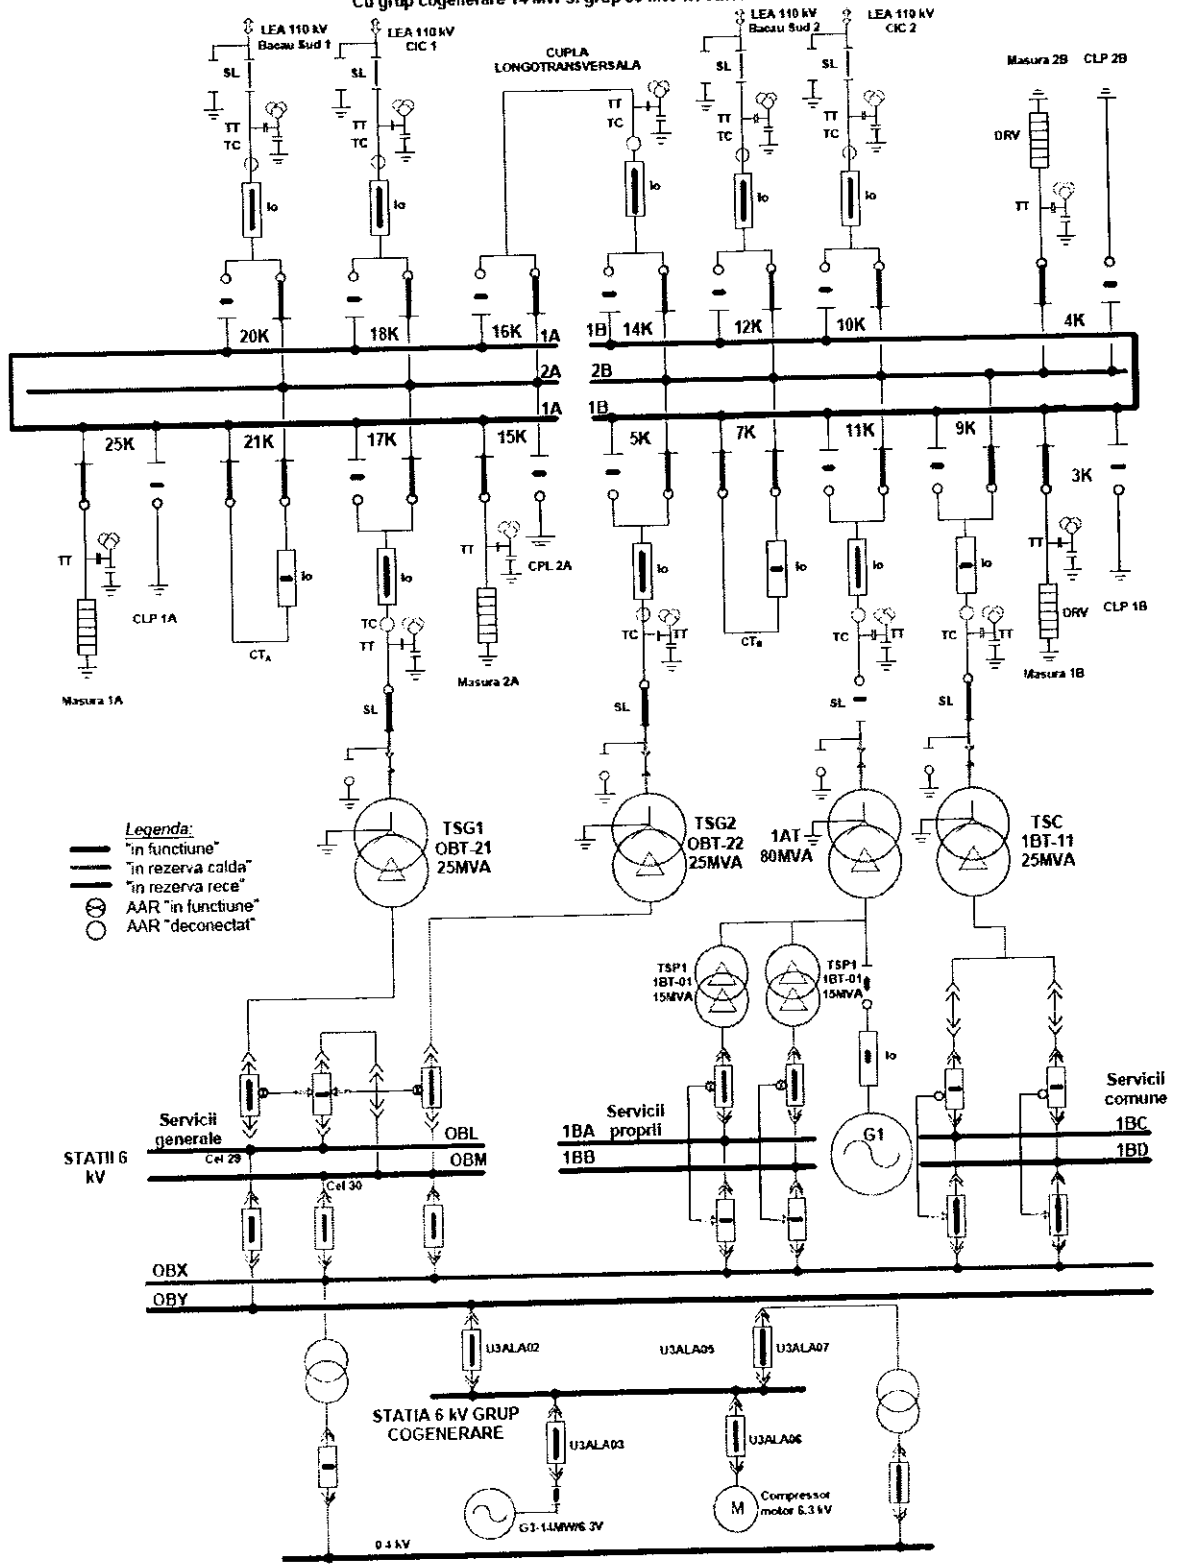 LEA 110 kV
Bacau Sud 1
LEA 110 kV
CIC 1
CUPLA
LONGOTRANSVERSALA
LEA 110 kV
Bacau Sud 2
LEA 110 kV
CIC 2
Masura 2B
CLP 2B
SL
SL
SL
SL
TT
TC
TT
TC
TT
TC
TT
TC
DRV
TT
Io
Io
Io
Io
Io
20K
18K
16K
1A
1B
14K
12K
10K
4K
2A
2B
1A
1B
25K
21K
17K
15K
5K
7K
11K
9K
3K
TT
CLP 1A
Io
Io
TT
CPL 2A
Io
Io
Io
Io
TT
DRV
CLP 1B
CTA
TC
TT
TC
TT
CTB
TC
TT
TC
TT
Masura 1A
Masura 2A
Masura 1B
SL
SL
SL
SL
Legenda:
"in functiune"
"in rezerva calda"
"in rezerva rece"
AAR "in functiune"
AAR "deconectat"
TSG1
OBT-21
25MVA
TSG2
OBT-22
25MVA
1AT
80MVA
TSC
1BT-11
25MVA
TSP1
1BT-01
15MVA
TSP1
1BT-01
15MVA
Io
Servicii
generale
Cel 29
OBL
OBM
Cel 30
STATII 6
kV
Servicii
proprii
1BA
1BB
G1
Servicii
comune
1BC
1BD
OBX
OBY
U3ALA02
U3ALA05
U3ALA07
STATIA 6 kV GRUP
COGENERARE
U3ALA03
U3ALA06
G3-14MW/6.3V
M
Compressor
motor 6.3 kV
0.4 kV